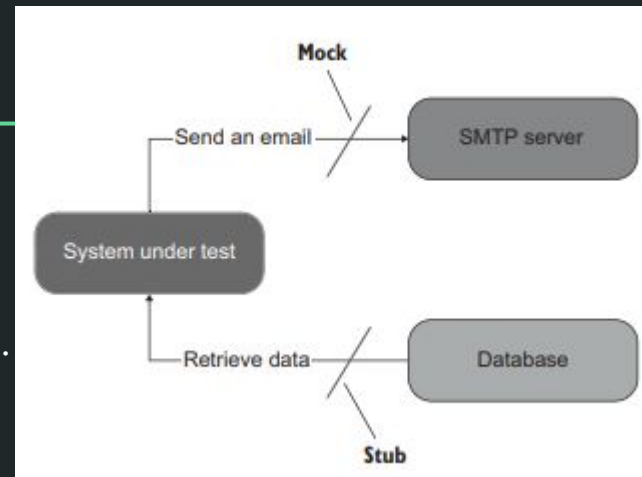 Mock
Send an email
SMTP server
System under test
.
Retrieve data
Database
Stub